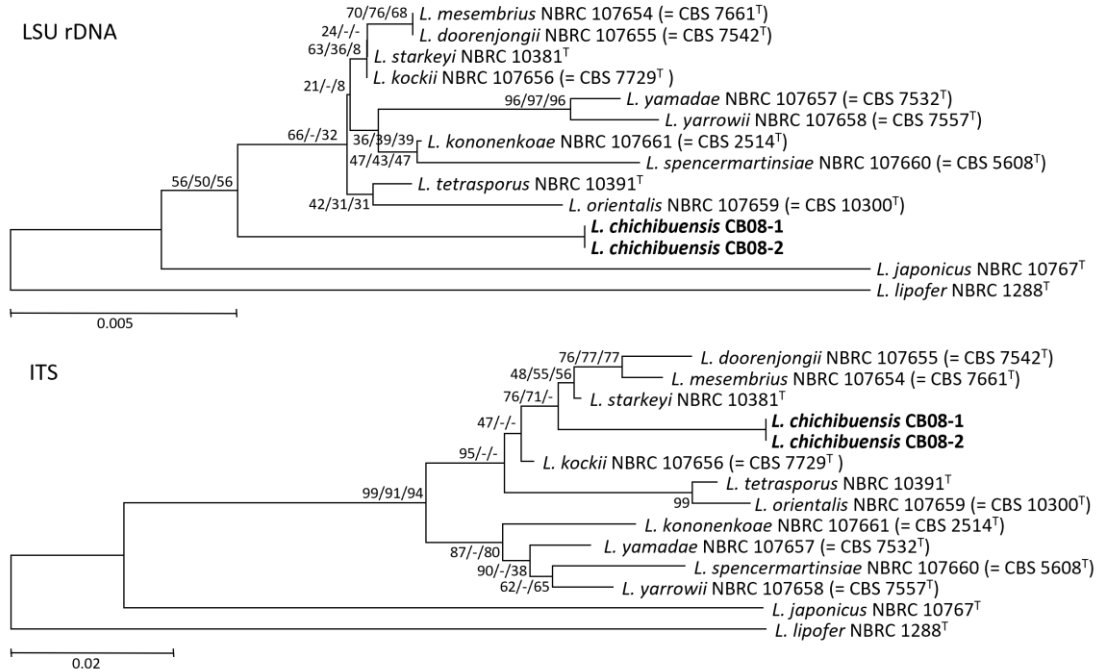 LSU rDNA
70/76/68
L. mesembrius NBRC 107654 (= CBS 7661T)
24/-/-
L. doorenjongii NBRC 107655 (= CBS 7542T)
63/36/8
L. starkeyi NBRC 10381T
L. kockii NBRC 107656 (= CBS 7729T )
21/-/8
96/97/96
L. yamadae NBRC 107657 (= CBS 7532T)
L. yarrowii NBRC 107658 (= CBS 7557T)
66/-/32
36/39/39
L. kononenkoae NBRC 107661 (= CBS 2514T)
47/43/47
L. spencermartinsiae NBRC 107660 (= CBS 5608T)
56/50/56
L. tetrasporus NBRC 10391T
42/31/31
L. orientalis NBRC 107659 (= CBS 10300T)
L. chichibuensis CB08-1
L. chichibuensis CB08-2
L. japonicus NBRC 10767T
L. lipofer NBRC 1288T
0.005
ITS
76/77/77
L. doorenjongii NBRC 107655 (= CBS 7542T)
48/55/56
L. mesembrius NBRC 107654 (= CBS 7661T)
76/71/-
L. starkeyi NBRC 10381T
47/-/-
L. chichibuensis CB08-1
L. chichibuensis CB08-2
95/-/-
L. kockii NBRC 107656 (= CBS 7729T )
L. tetrasporus NBRC 10391T
99/91/94
99
L. orientalis NBRC 107659 (= CBS 10300T)
L. kononenkoae NBRC 107661 (= CBS 2514T)
87/-/80
L. yamadae NBRC 107657 (= CBS 7532T)
90/-/38
L. spencermartinsiae NBRC 107660 (= CBS 5608T)
62/-/65
L. yarrowii NBRC 107658 (= CBS 7557T)
L. japonicus NBRC 10767T
L. lipofer NBRC 1288T
0.02